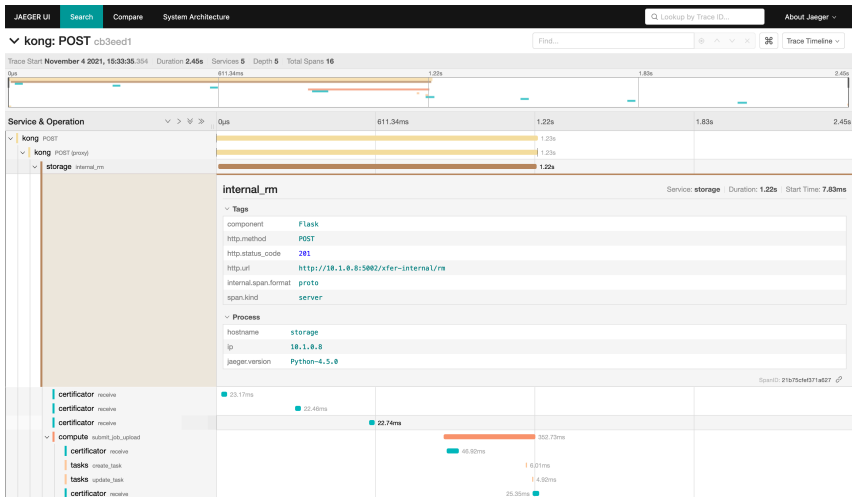 JAEGER UI Search Compare System Architecture Lookup by Trace ID... About Jaeger
kong: POST cb3eed1 Find... ⌘ Trace Timeline
Trace Start November 4 2021, 15:33:35.394 Duration 2.45s Services 5 Depth 5 Total Spans 16
0μs 611.34ms 1.22s 1.83s 2.45s
Service & Operation 0μs 611.34ms 1.22s 1.83s 2.45s
kong POST 1.23s
kong POST (proxy) 1.23s
storage internal_rm 1.22s
internal_rm Service: storage Duration: 1.22s Start Time: 7.83ms
Tags
component Flask
http.method POST
http.status_code 201
http.url http://10.1.0.8:5002/xfer-internal/rm
internal.span.format proto
span.kind server
Process
hostname storage
ip 10.1.0.8
jaeger.version Python-4.5.0
SpanID: 21b75cfef371a627
certificator receive 23.17ms
certificator receive 22.46ms
certificator receive 22.74ms
compute submit_job_upload 352.73ms
certificator receive 46.92ms
tasks create_task 6.01ms
tasks update_task 4.92ms
certificator receive 25.35ms